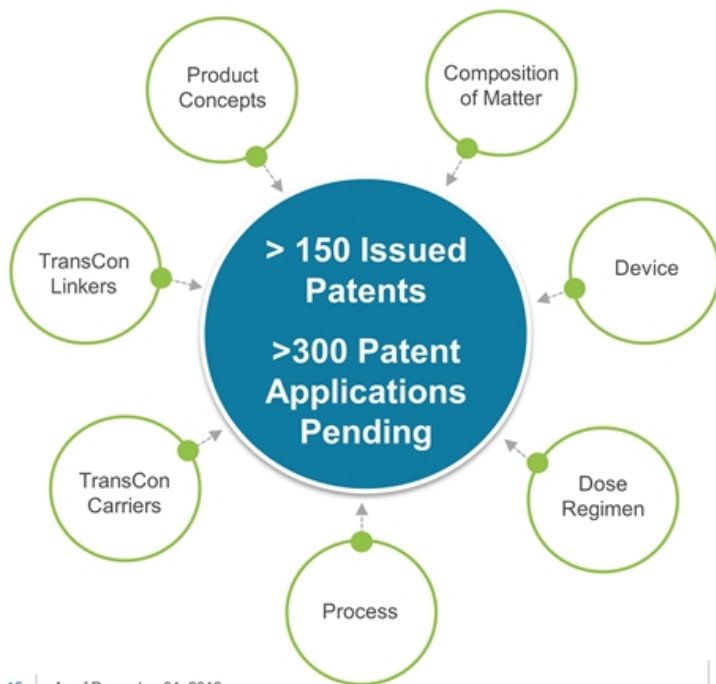 Product
Concepts
Composition
of Matter
TransCon
Linkers
> 150 Issued
Patents
>300 Patent
Applications
Pending
Device
TransCon
Carriers
Dose
Regimen
Process